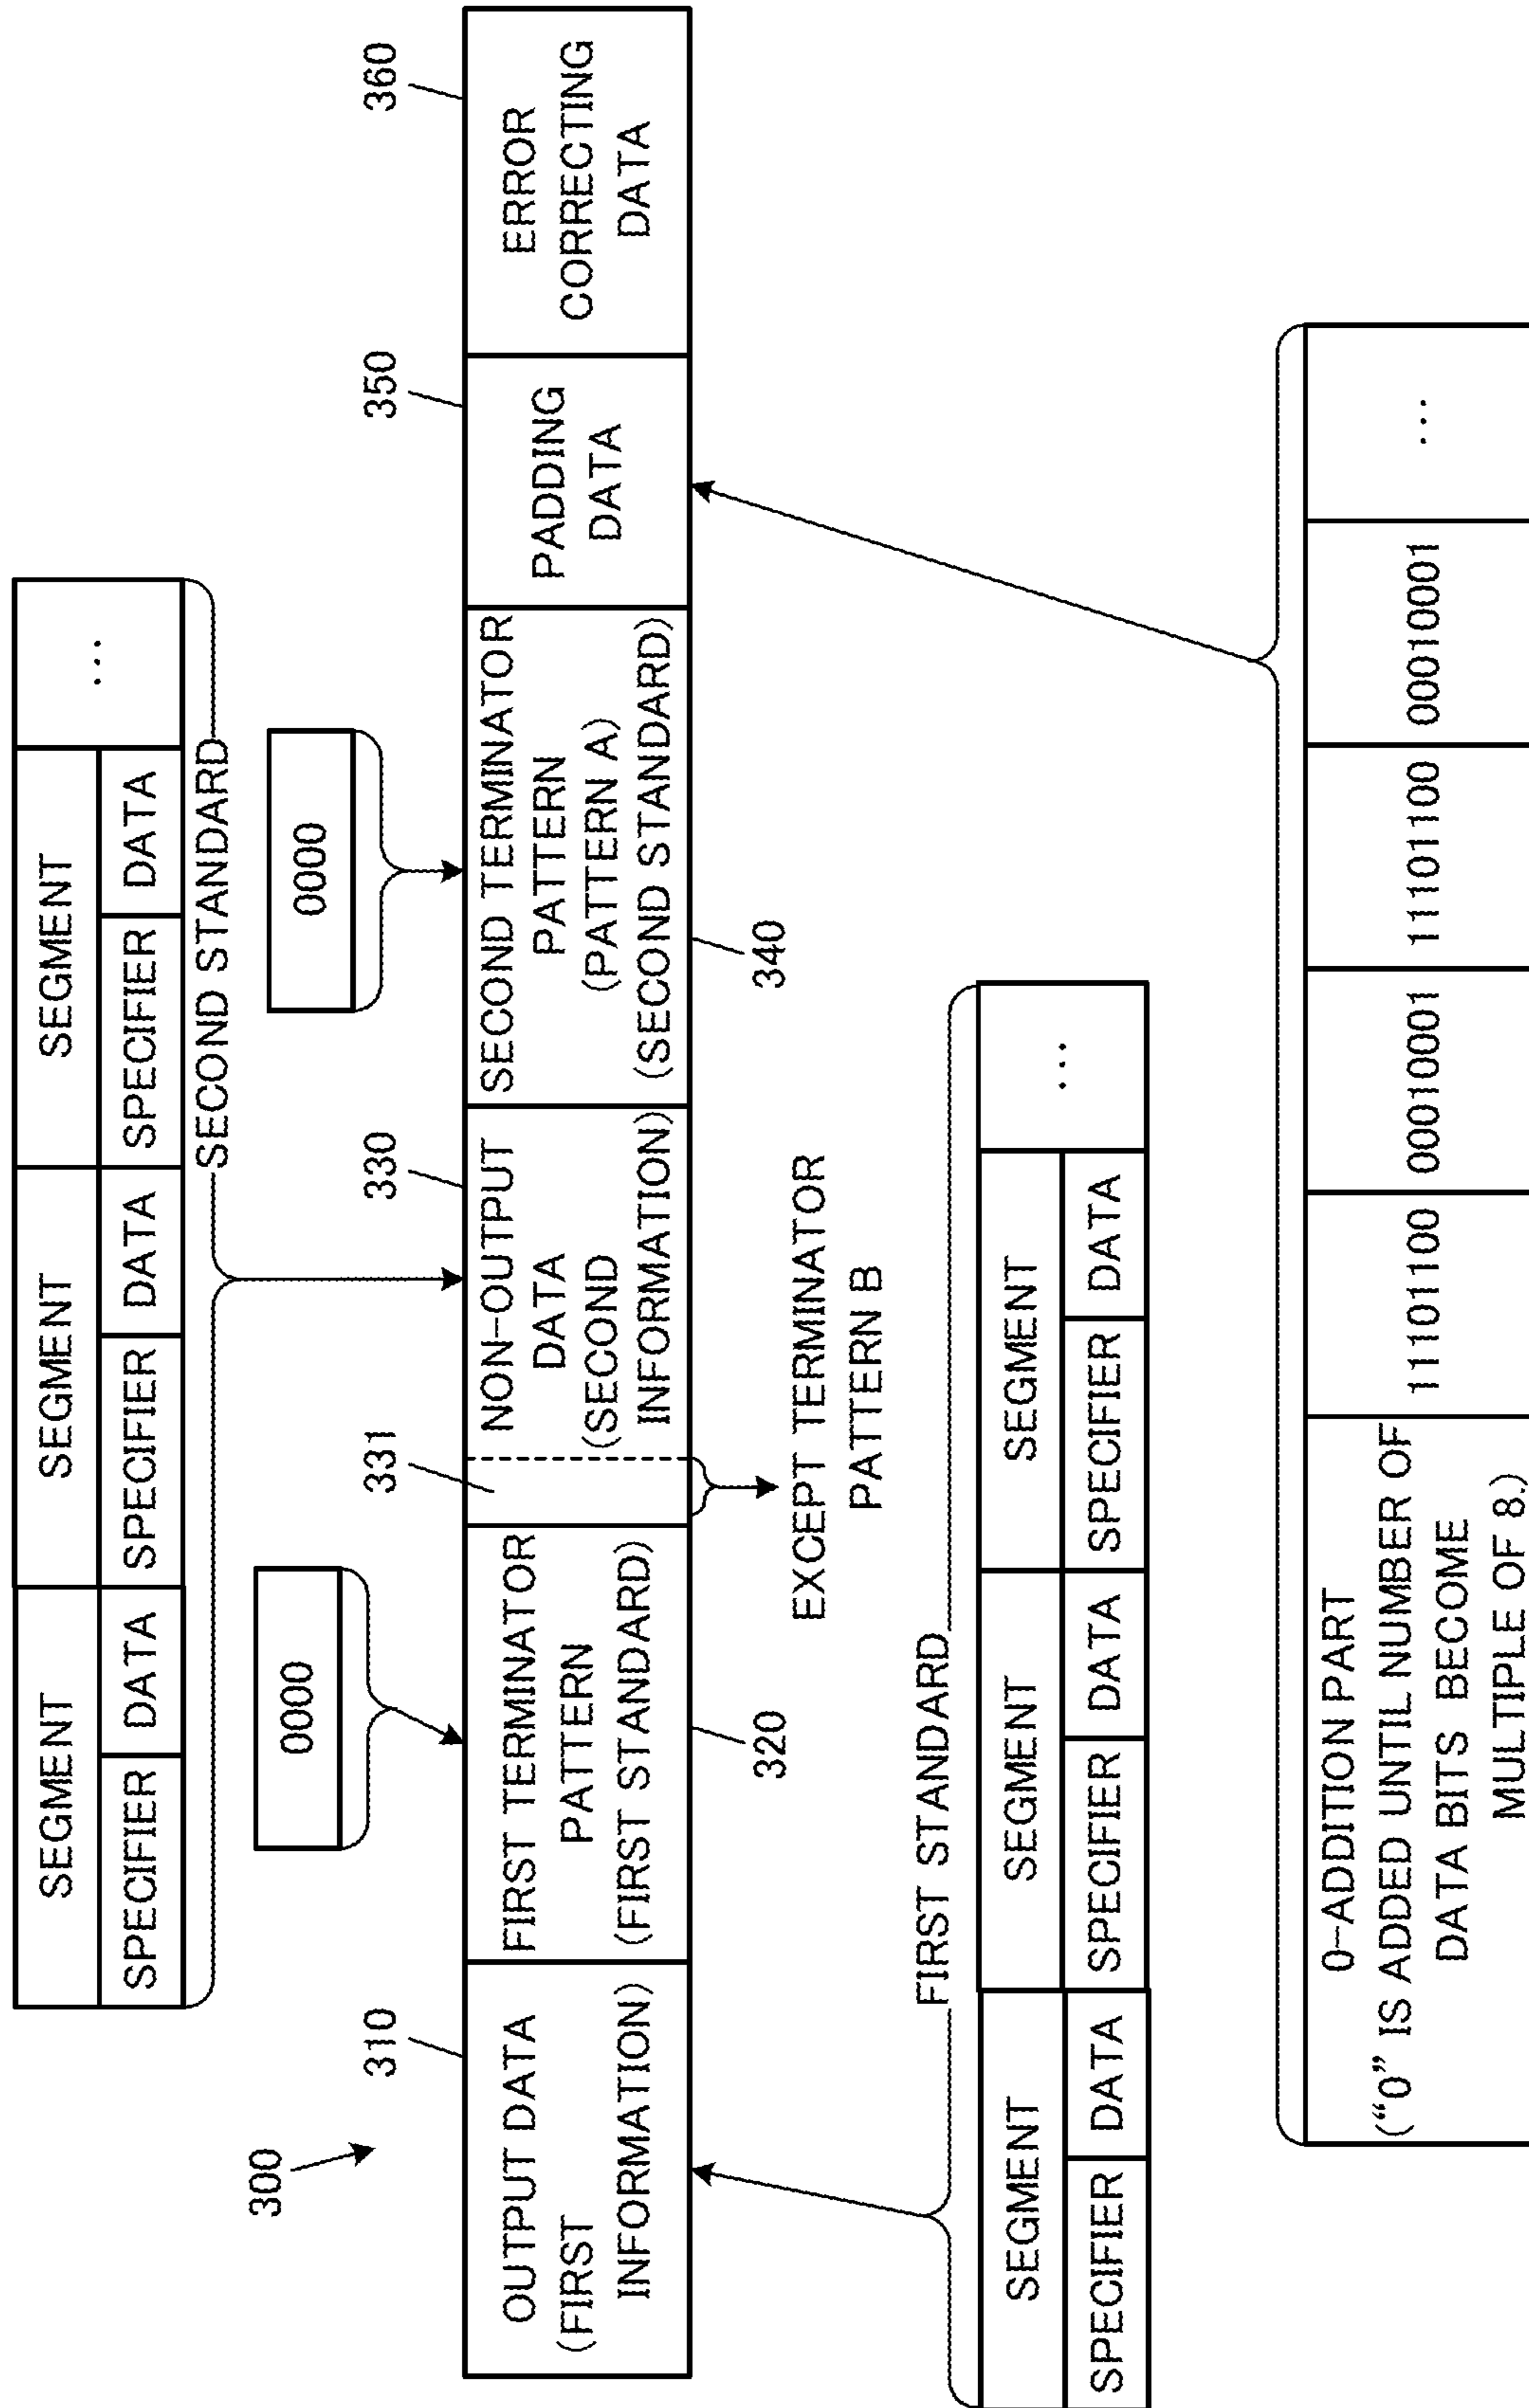 SEGMENT
SEGMENT
SEGMENT
...
SPECIFIER
DATA
SPECIFIER
DATA
SPECIFIER
DATA
SECOND STANDARD
0000
0000
300
310
331
330
350
360
OUTPUT DATA
(FIRST
INFORMATION)
FIRST TERMINATOR
PATTERN
(FIRST STANDARD)
NON-OUTPUT
DATA
(SECOND
INFORMATION)
SECOND TERMINATOR
PATTERN
(PATTERN A)
(SECOND STANDARD)
PADDING
DATA
ERROR
CORRECTING
DATA
320
340
EXCEPT TERMINATOR
PATTERN B
FIRST STANDARD
SEGMENT
SEGMENT
SEGMENT
...
SPECIFIER
DATA
SPECIFIER
DATA
SPECIFIER
DATA
0-ADDITION PART
("0" IS ADDED UNTIL NUMBER OF
DATA BITS BECOME
MULTIPLE OF 8.)
11101100
00010001
11101100
00010001
...